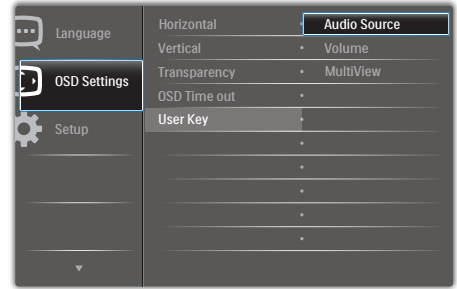 Language
OSD Settings
Setup
Horizontal
Vertical
Transparency
OSD Time out
User Key
Audio Source
Volume
MultiView